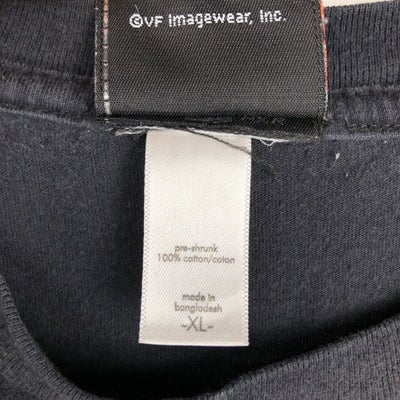 ©VF Imagewear, Inc.
pre-shrunk
100% cotton/coton
made in
bangladesh
-XL-